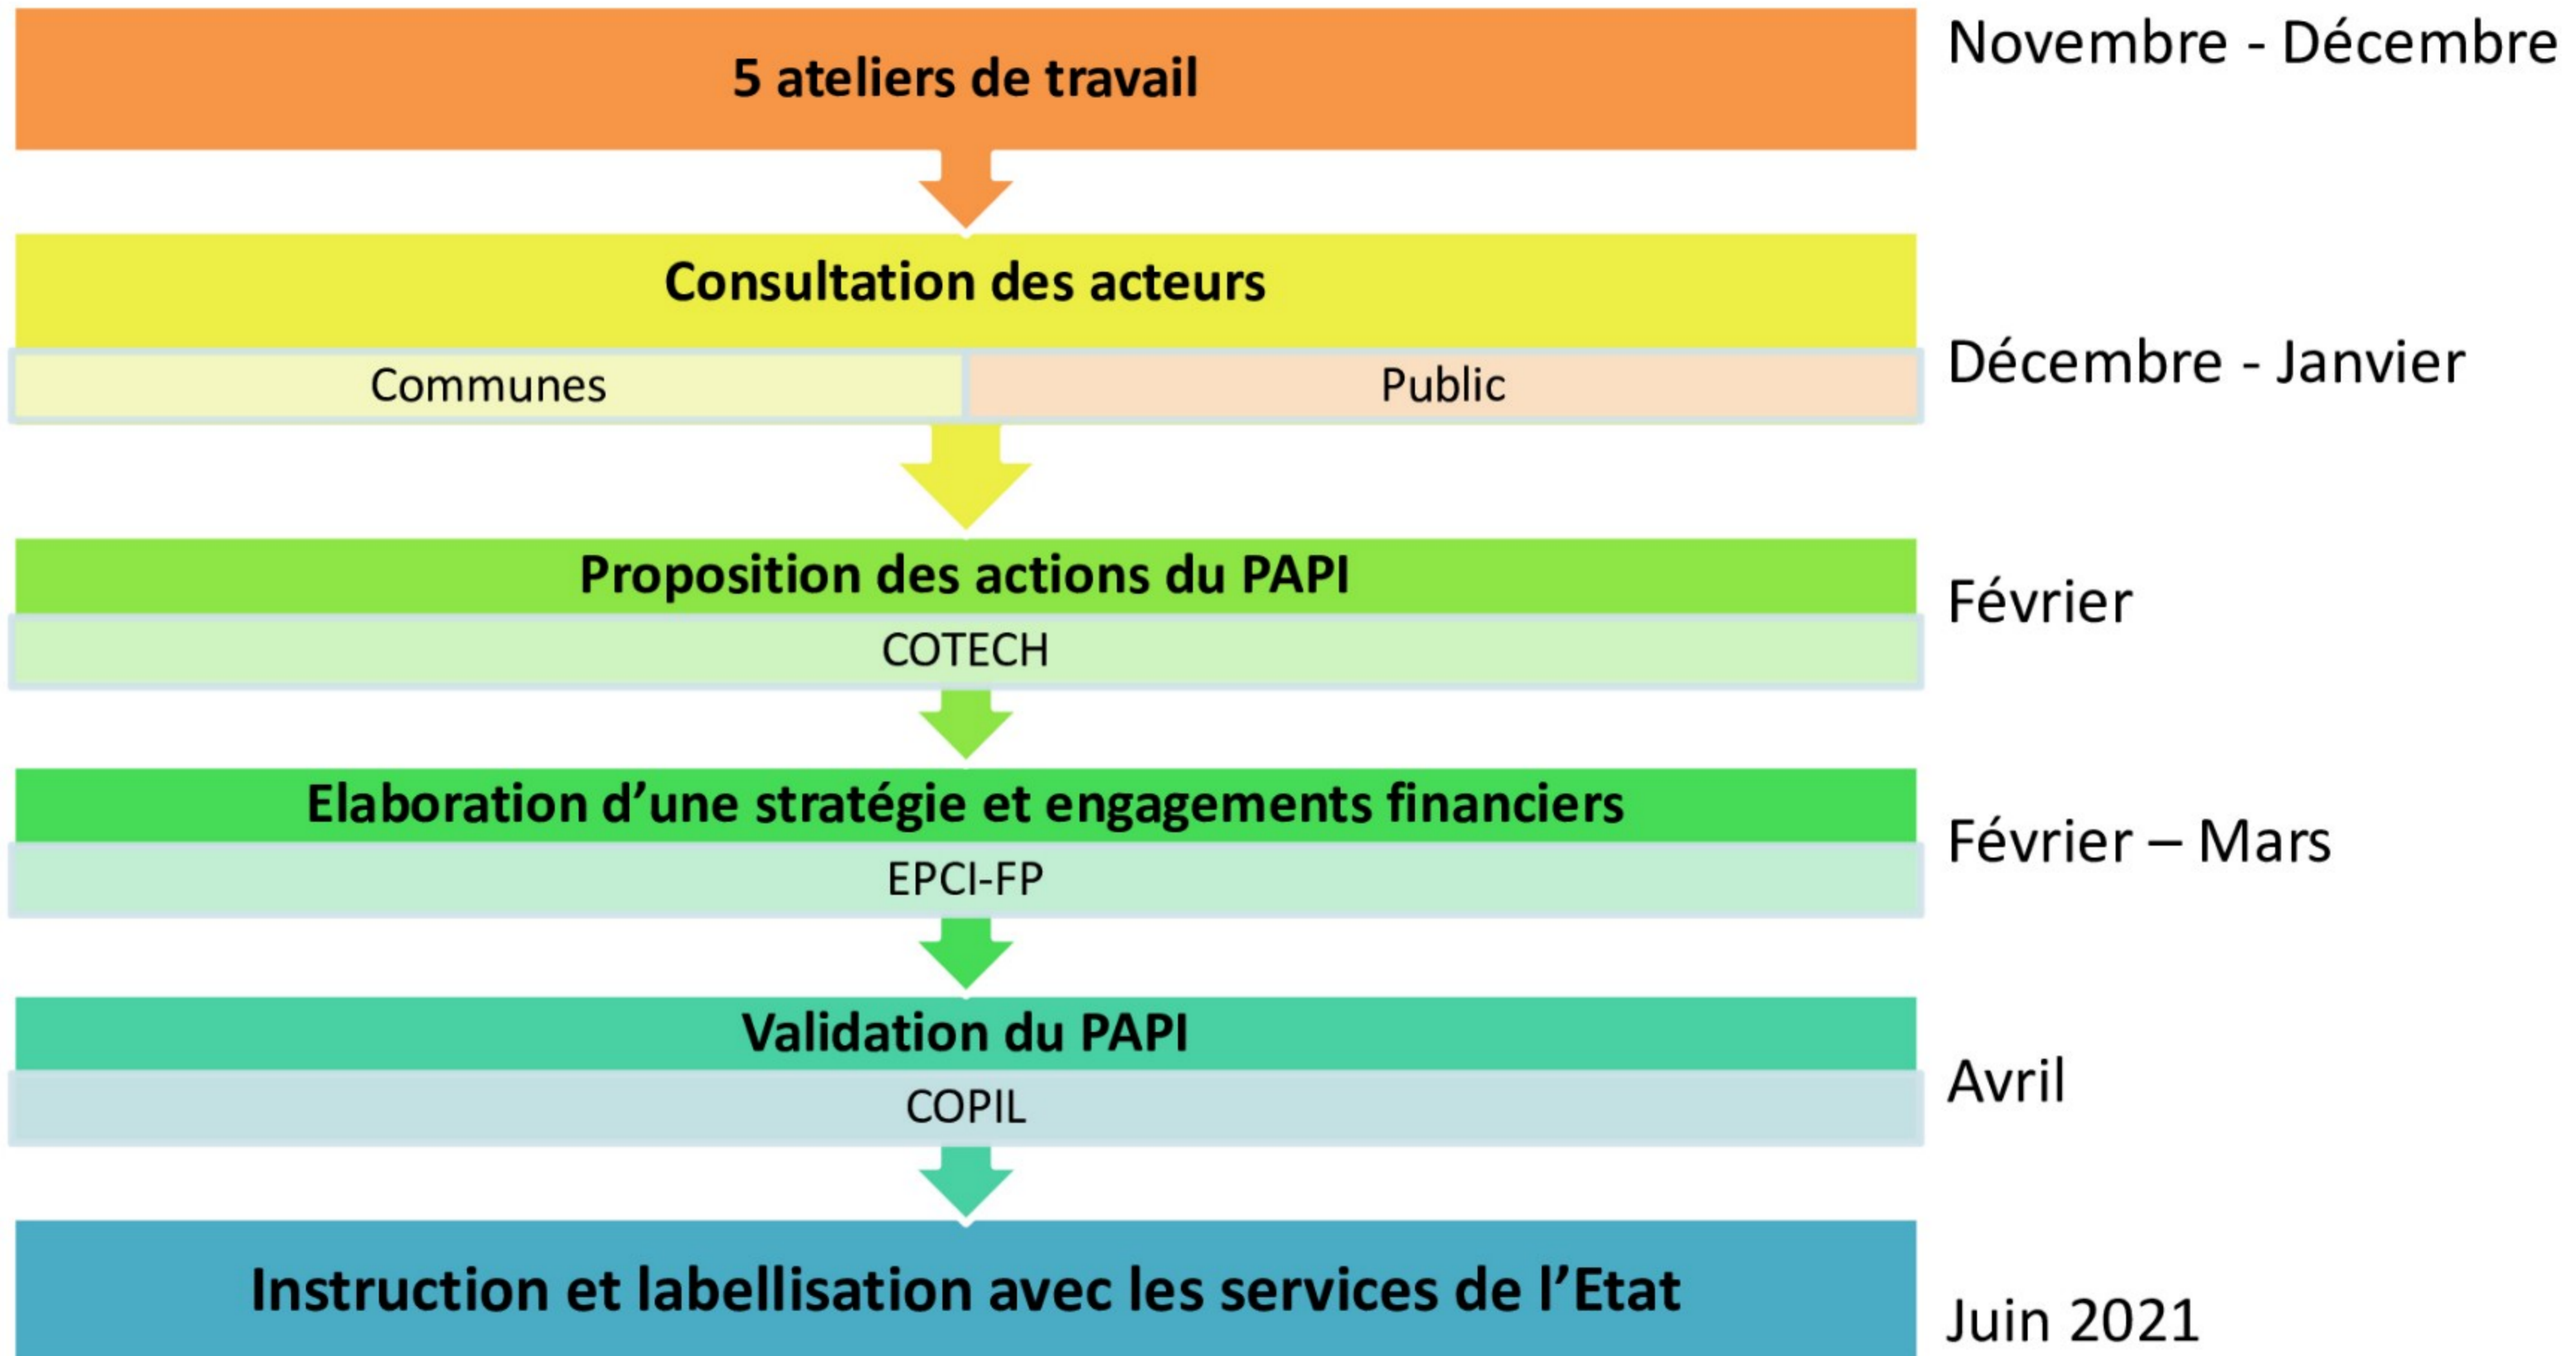 5 ateliers de travail
Novembre - Décembre
Consultation des acteurs
Communes
Public
Décembre - Janvier
Proposition des actions du PAPI
COTECH
Février
Elaboration d’une stratégie et engagements financiers
EPCI-FP
Février – Mars
Validation du PAPI
COPIL
Avril
Instruction et labellisation avec les services de l’Etat
Juin 2021